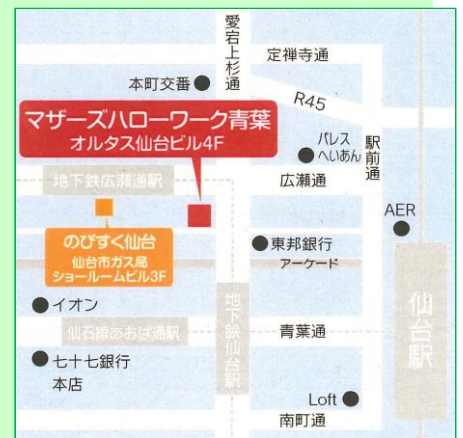 愛宕上杉通
定禅寺通
本町交番
R45
マザーズハローワーク青葉
オルタス仙台ビル4F
パレス
へいあん
駅前通
地下鉄広瀬通駅
広瀬通
AER
のびすく仙台
仙台市ガス局
ショールームビル3F
東邦銀行
アーケード
仙台駅
イオン
地下鉄仙台駅
仙石線あおば通駅
青葉通
七十七銀行
本店
Loft
南町通